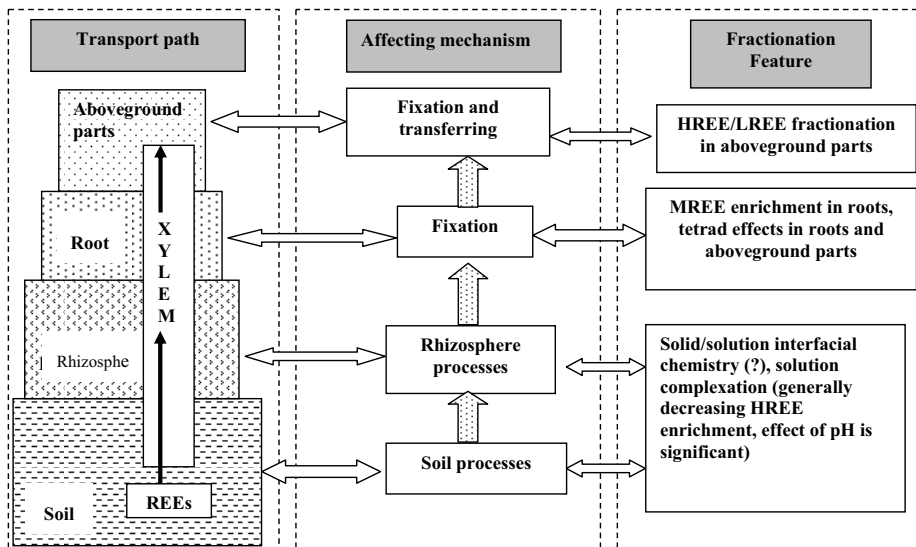 Transport path
Aboveground
parts
X
Y
L
E
M
Root
Rhizosphe
REEs
Soil
Affecting mechanism
Fixation and
transferring
Fixation
Rhizosphere
processes
Soil processes
Fractionation
Feature
HREE/LREE fractionation
in aboveground parts
MREE enrichment in roots,
tetrad effects in roots and
aboveground parts
Solid/solution interfacial
chemistry (?), solution
complexation (generally
decreasing HREE
enrichment, effect of pH is
significant)